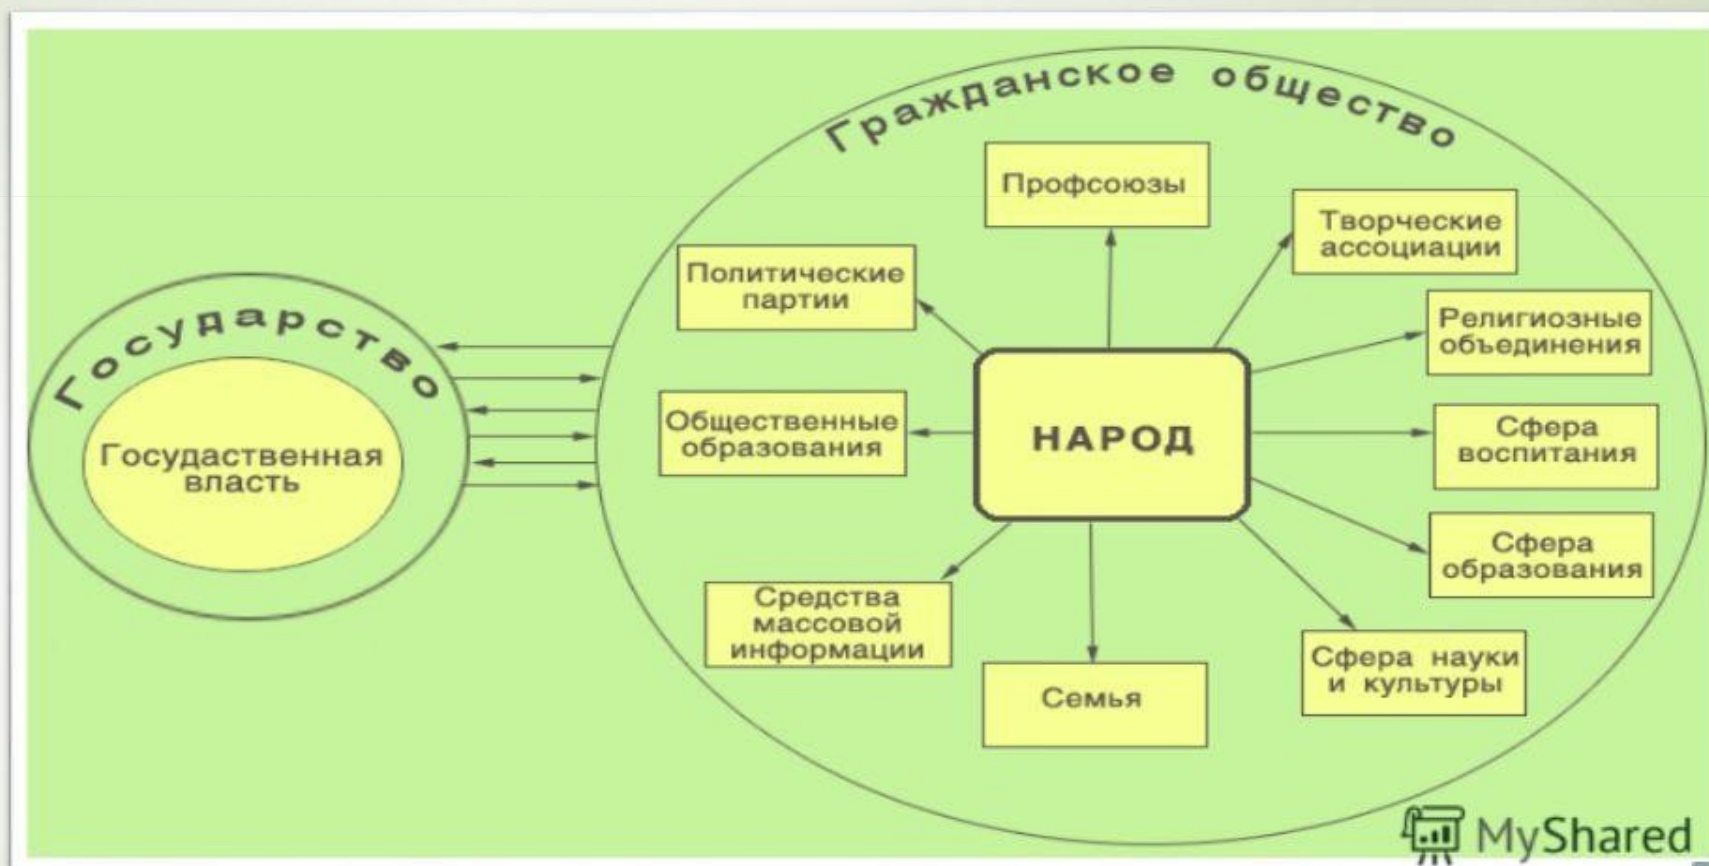 Гражданское общество
Профсоюзы
Творческие
ассоциации
Политические
партии
Религиозные
объединения
Государство
Государственная
власть
Общественные
образования
НАРОД
Сфера
воспитания
Сфера
образования
Средства
массовой
информации
Семья
Сфера науки
и культуры
MyShared